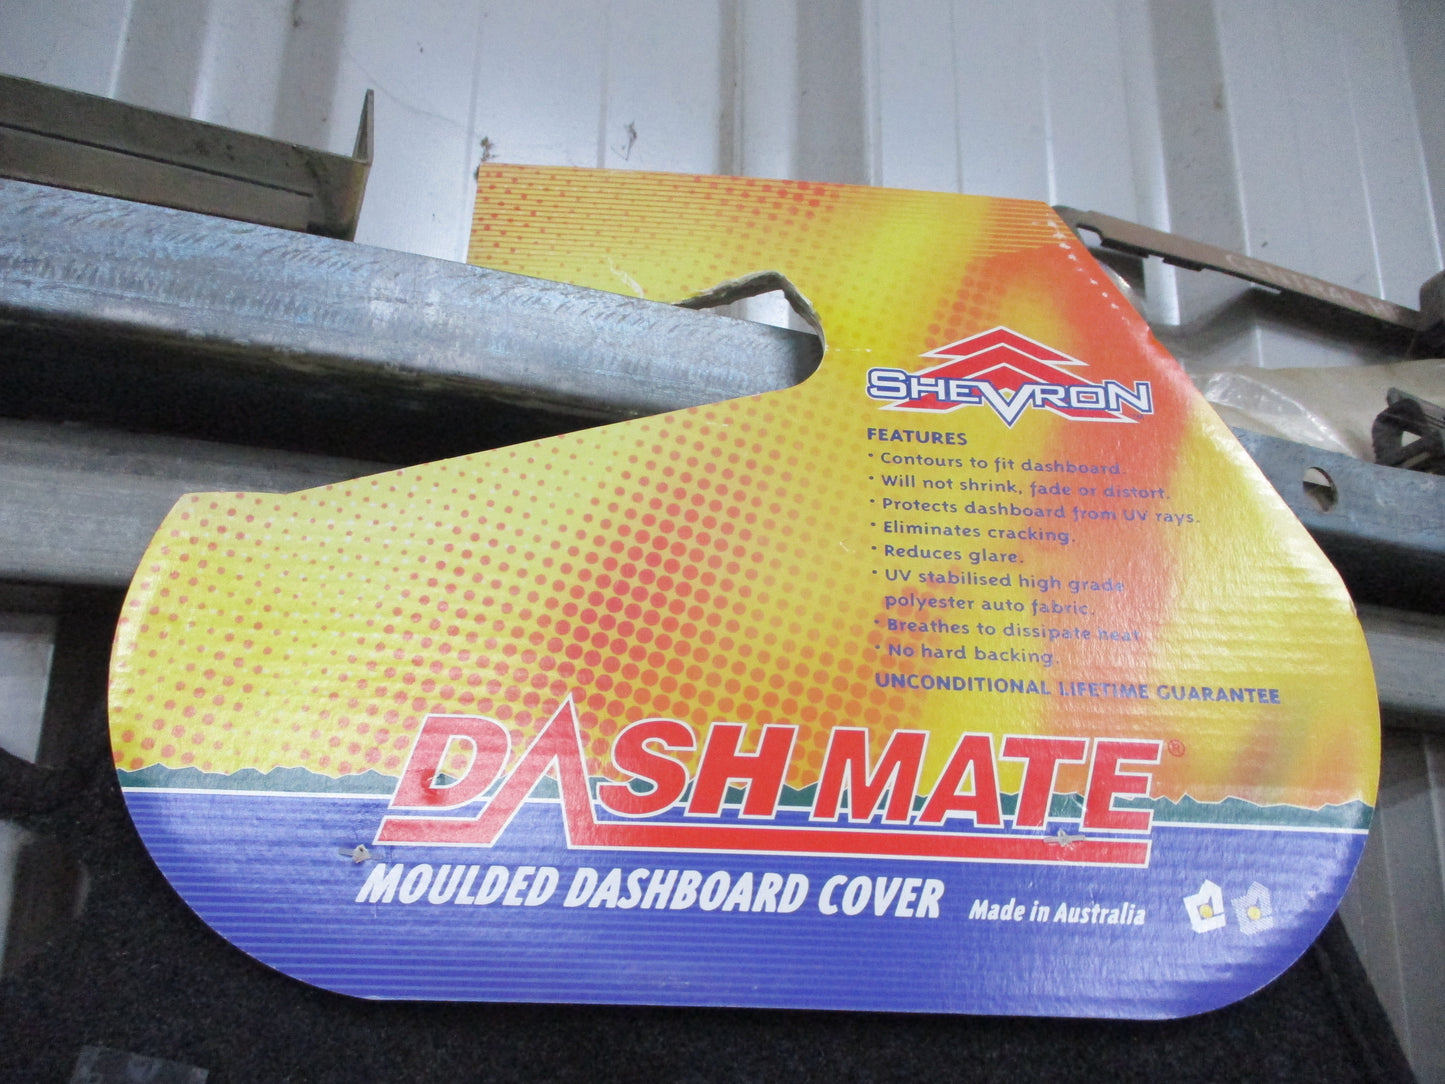 SHEVRON
FEATURES
• Contours to fit dashboard.
• Will not shrink, fade or distort.
• Protects dashboard from UV rays.
• Eliminates cracking.
• Reduces glare.
• UV stabilised high grade
polyester auto fabric.
• Breathes to dissipate heat
• No hard backing.
UNCONDITIONAL LIFETIME GUARANTEE
DASH MATE®
MOULDED DASHBOARD COVER
Made in Australia